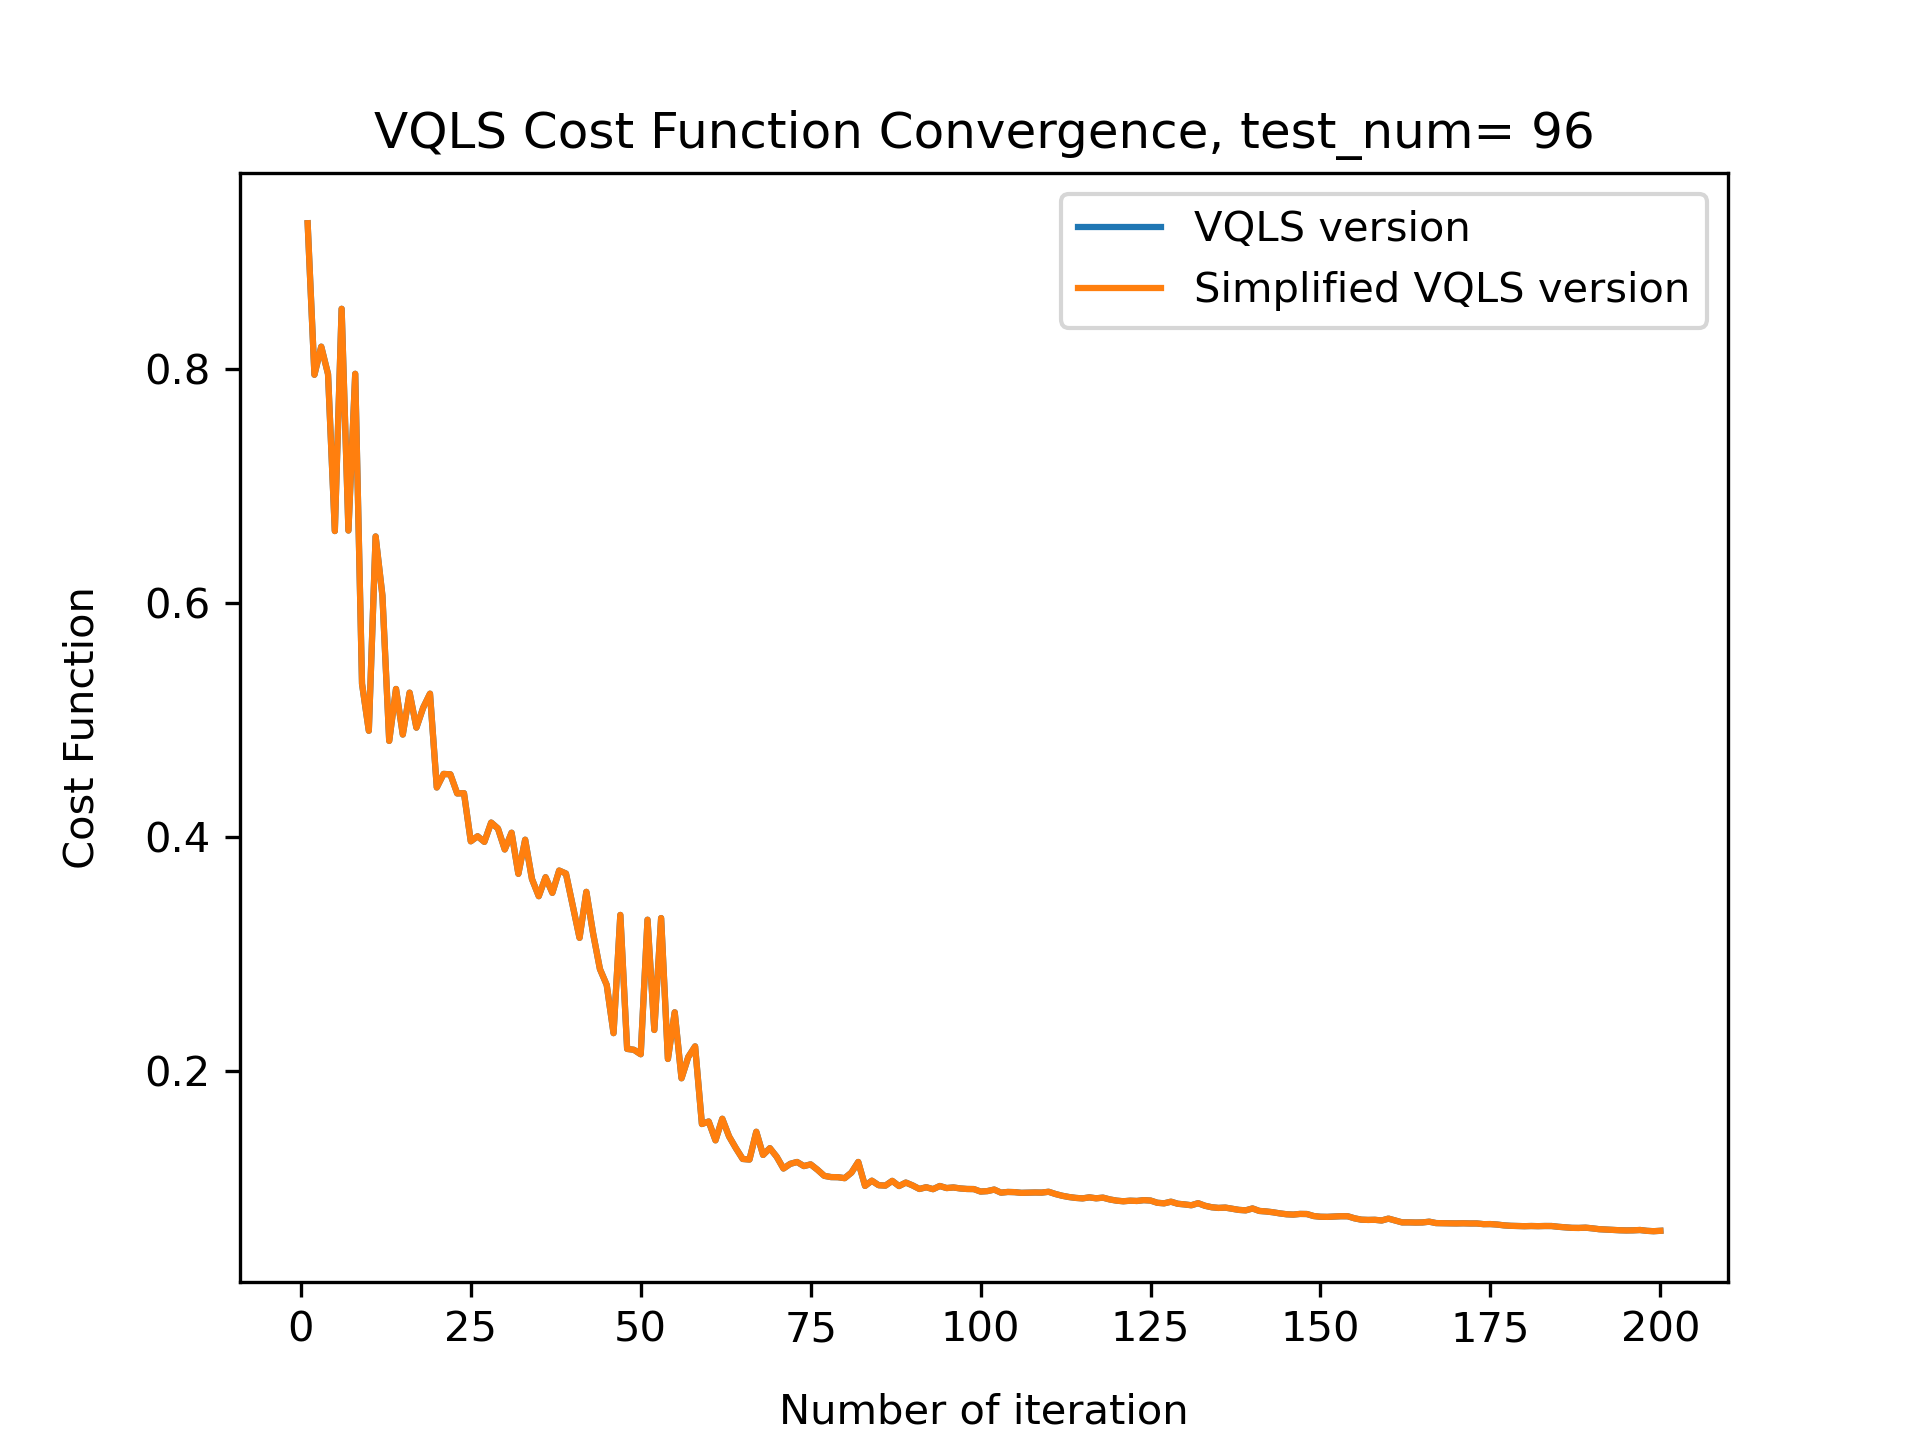 VQLS Cost Function Convergence, test_num= 96
VQLS version
Simplified VQLS version
0.8
0.6
0.4
0.2
Cost Function
0 25 50 75 100 125 150 175 200
Number of iteration